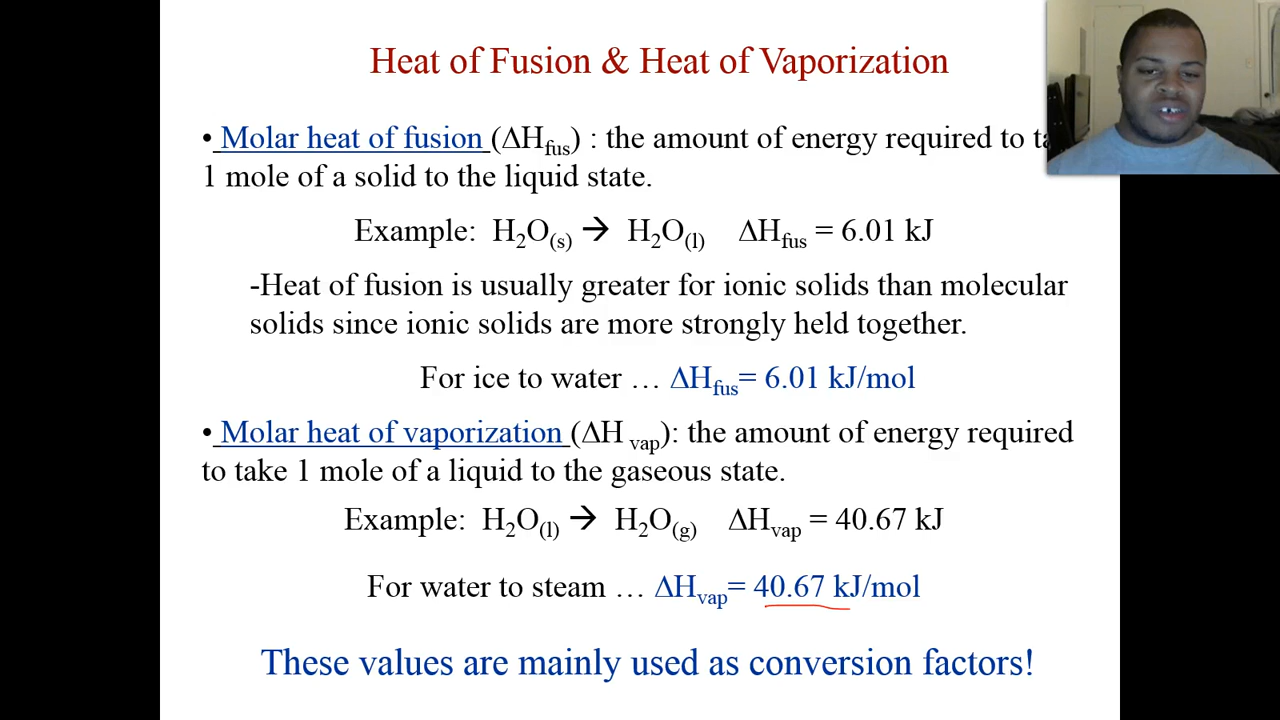 Heat of Fusion & Heat of Vaporization
• Molar heat of fusion (ΔHfus) : the amount of energy required to
1 mole of a solid to the liquid state.
Example: H2O(s) → H2O(l) ΔHfus = 6.01 kJ
-Heat of fusion is usually greater for ionic solids than molecular
solids since ionic solids are more strongly held together.
For ice to water … ΔHfus= 6.01 kJ/mol
• Molar heat of vaporization (ΔH vap): the amount of energy required
to take 1 mole of a liquid to the gaseous state.
Example: H2O(l) → H2O(g) ΔHvap = 40.67 kJ
For water to steam … ΔHvap= 40.67 kJ/mol
These values are mainly used as conversion factors!